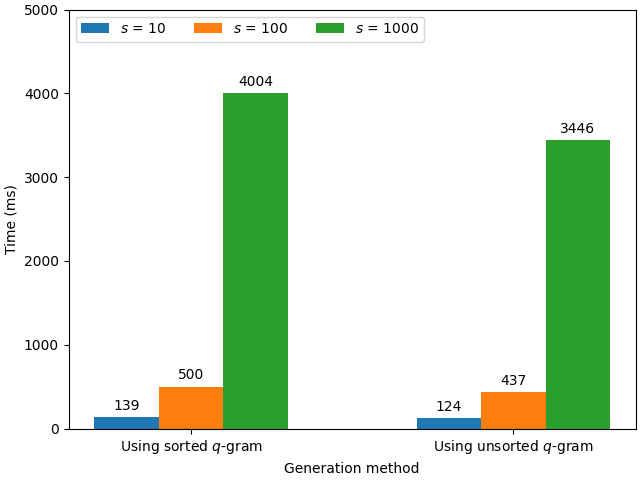 5000
4000
3000
2000
1000
0
Time (ms)
s = 10 s = 100 s = 1000
139
500
4004
124
437
3446
Using sorted q-gram
Using unsorted q-gram
Generation method